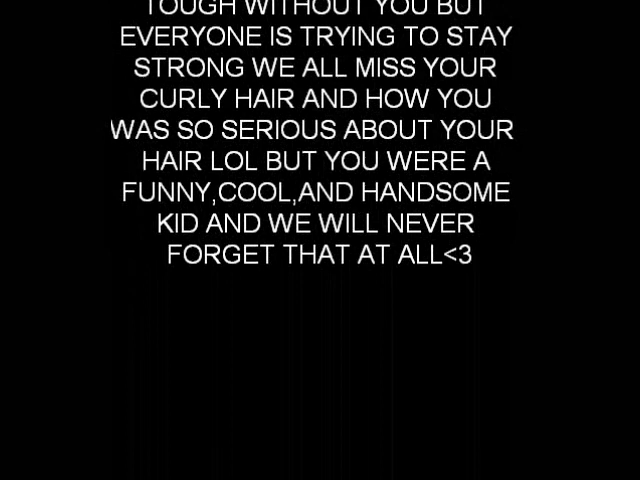 TOUGH WITHOUT YOU BUT
EVERYONE IS TRYING TO STAY
STRONG WE ALL MISS YOUR
CURLY HAIR AND HOW YOU
WAS SO SERIOUS ABOUT YOUR
HAIR LOL BUT YOU WERE A
FUNNY,COOL,AND HANDSOME
KID AND WE WILL NEVER
FORGET THAT AT ALL<3